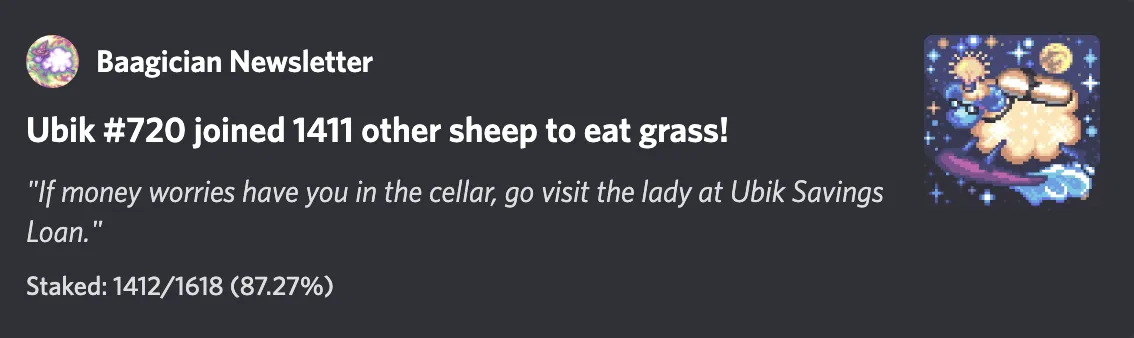 Baagician Newsletter
Ubik #720 joined 1411 other sheep to eat grass!
"If money worries have you in the cellar, go visit the lady at Ubik Savings
Loan."
Staked: 1412/1618 (87.27%)